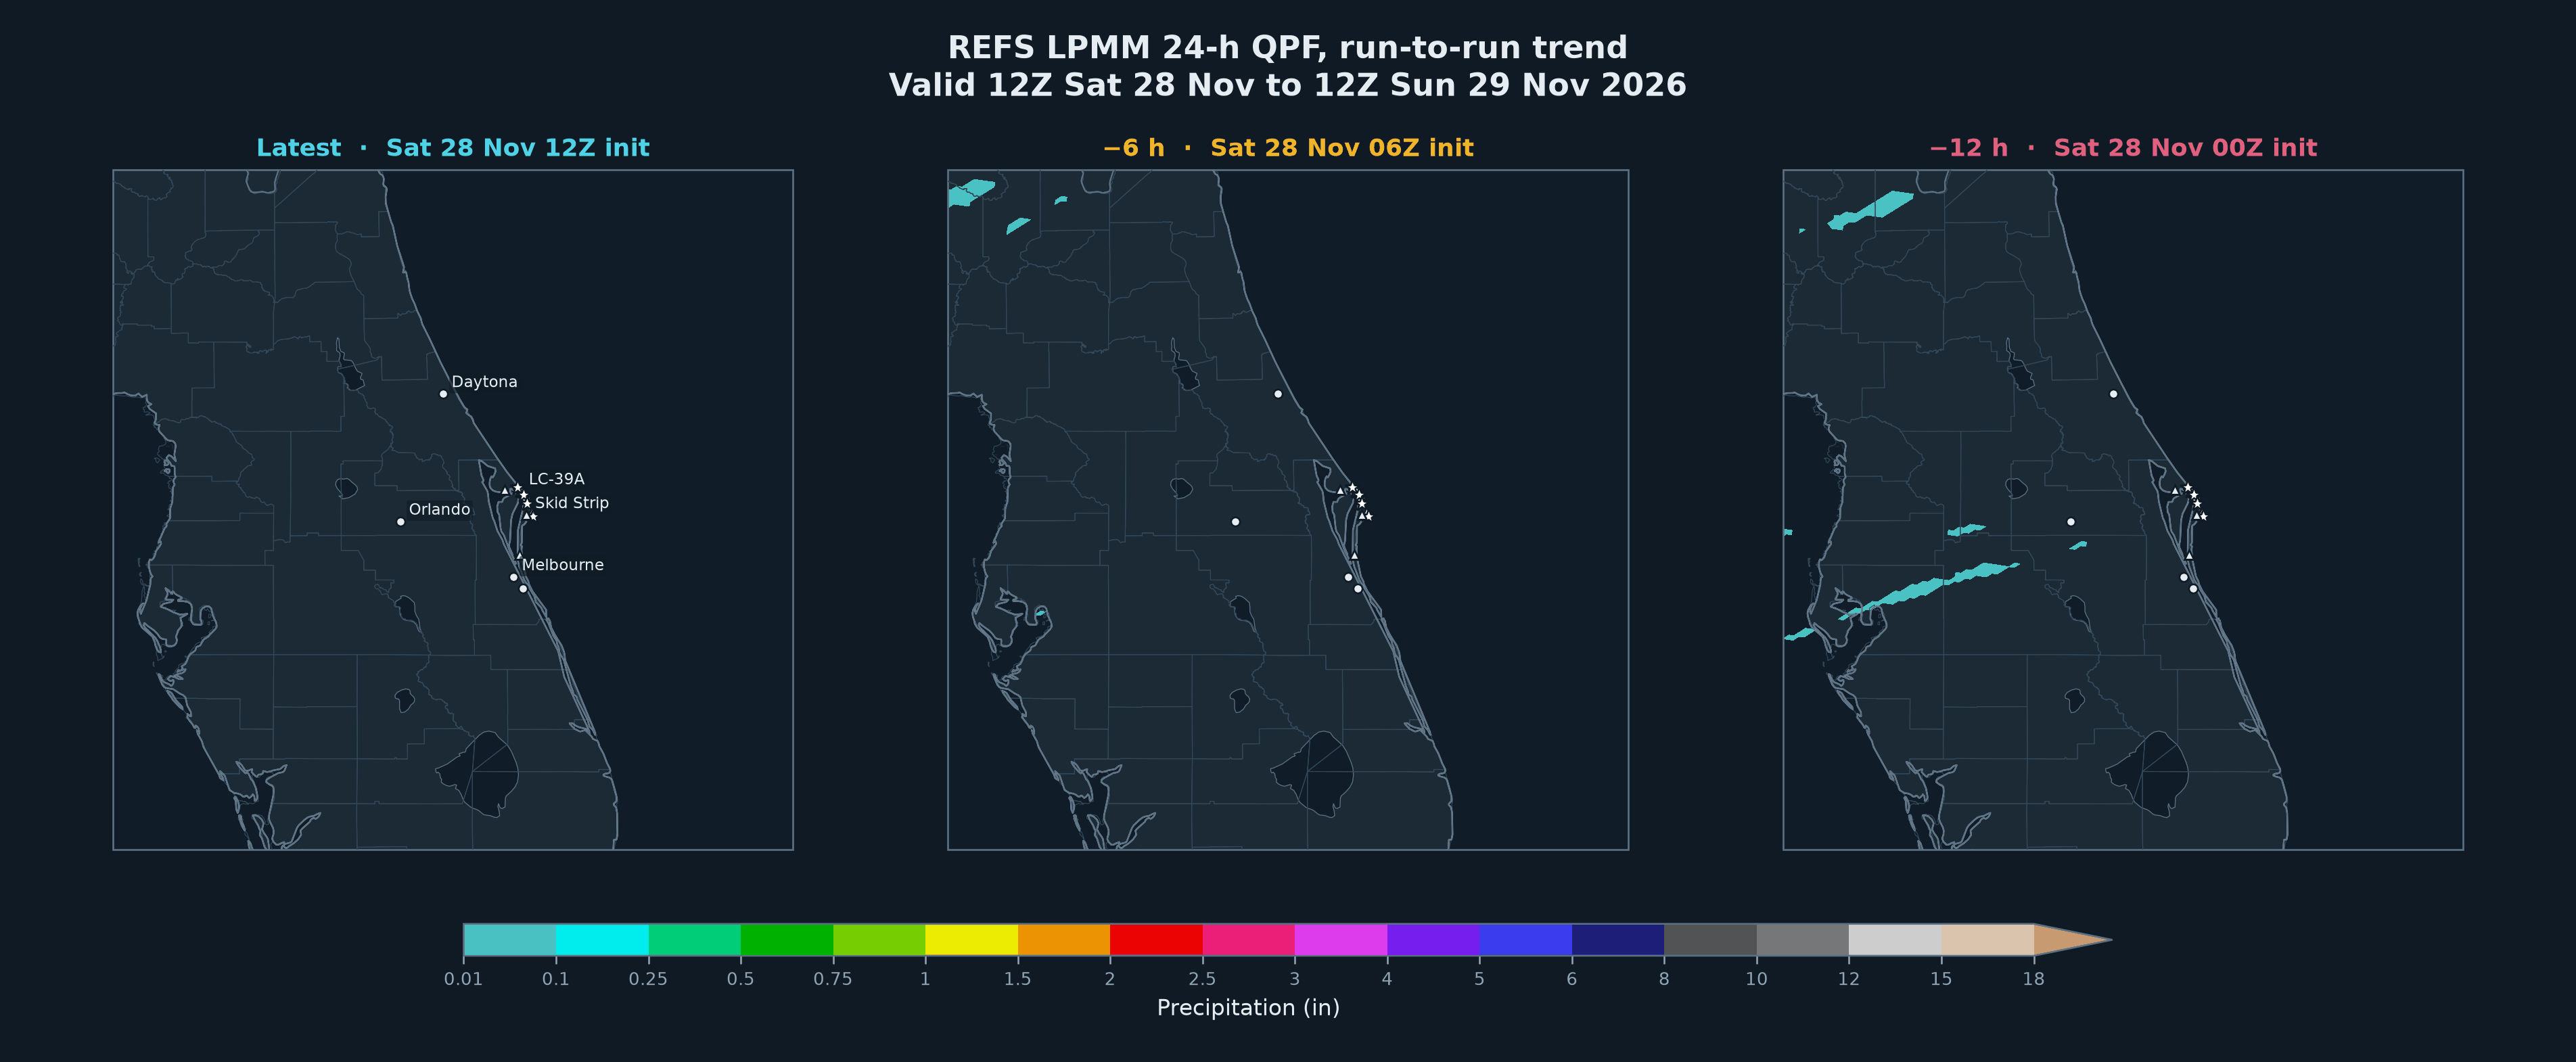 REFS LPMM 24-h QPF, run-to-run trend
Valid 12Z Sat 28 Nov to 12Z Sun 29 Nov 2026
Latest · Sat 28 Nov 12Z init
−6 h · Sat 28 Nov 06Z init
−12 h · Sat 28 Nov 00Z init
Daytona
LC-39A
Skid Strip
Orlando
Melbourne
0.01 0.1 0.25 0.5 0.75 1 1.5 2 2.5 3 4 5 6 8 10 12 15 18
Precipitation (in)